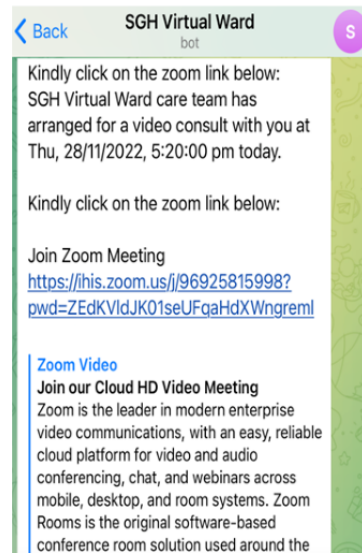 Back
SGH Virtual Ward
bot
S
Kindly click on the zoom link below:
SGH Virtual Ward care team has
arranged for a video consult with you at
Thu, 28/11/2022, 5:20:00 pm today.
Kindly click on the zoom link below:
Join Zoom Meeting
https://ihis.zoom.us/j/96925815998?
pwd=ZEdKVldJK01seUFqaHdXWngreml
Zoom Video
Join our Cloud HD Video Meeting
Zoom is the leader in modern enterprise
video communications, with an easy, reliable
cloud platform for video and audio
conferencing, chat, and webinars across
mobile, desktop, and room systems. Zoom
Rooms is the original software-based
conference room solution used around the